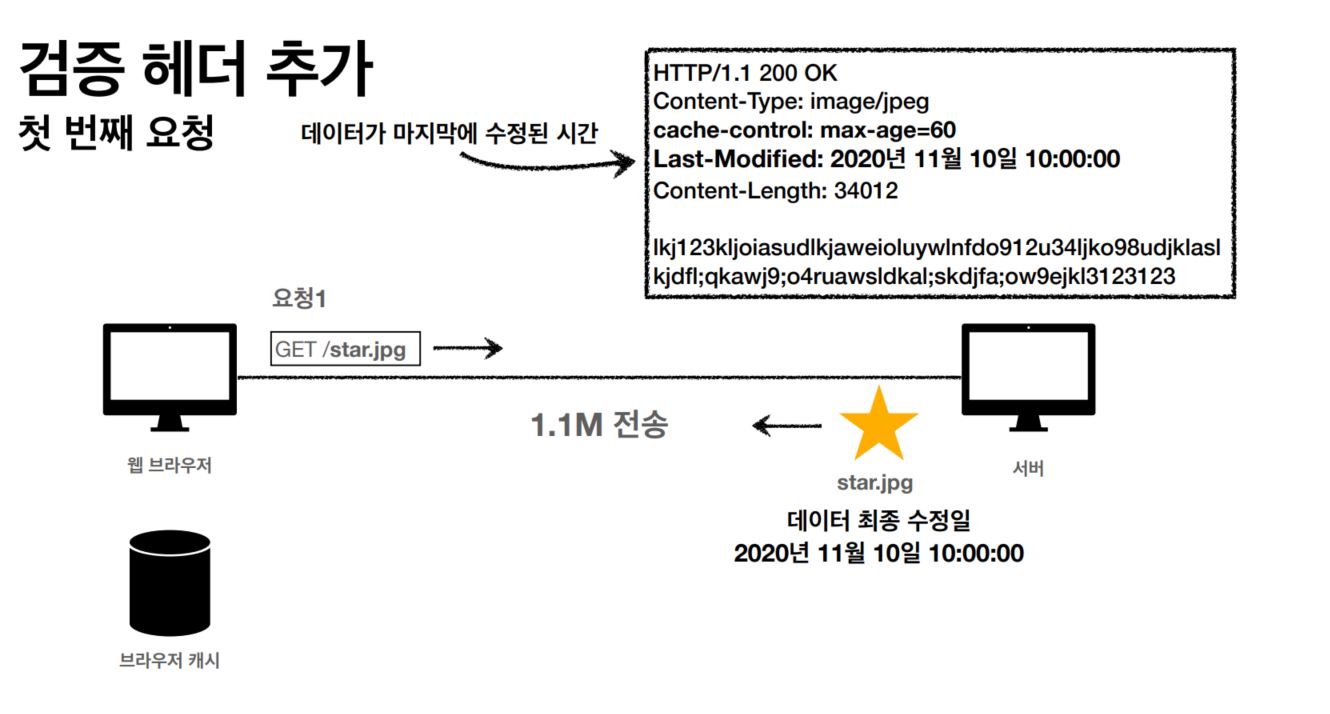 검증 헤더 추가
첫 번째 요청
데이터가 마지막에 수정된 시간
HTTP/1.1 200 OK
Content-Type: image/jpeg
cache-control: max-age=60
Last-Modified: 2020년 11월 10일 10:00:00
Content-Length: 34012
lkj123kljoiasudlkjaweioluywlnfdo912u34ljko98udjklasl
kjdfl;qkawj9;o4ruawsldkal;skdjfa;ow9ejkl3123123
요청1
GET /star.jpg
1.1M 전송
웹 브라우저
서버
star.jpg
데이터 최종 수정일
2020년 11월 10일 10:00:00
브라우저 캐시